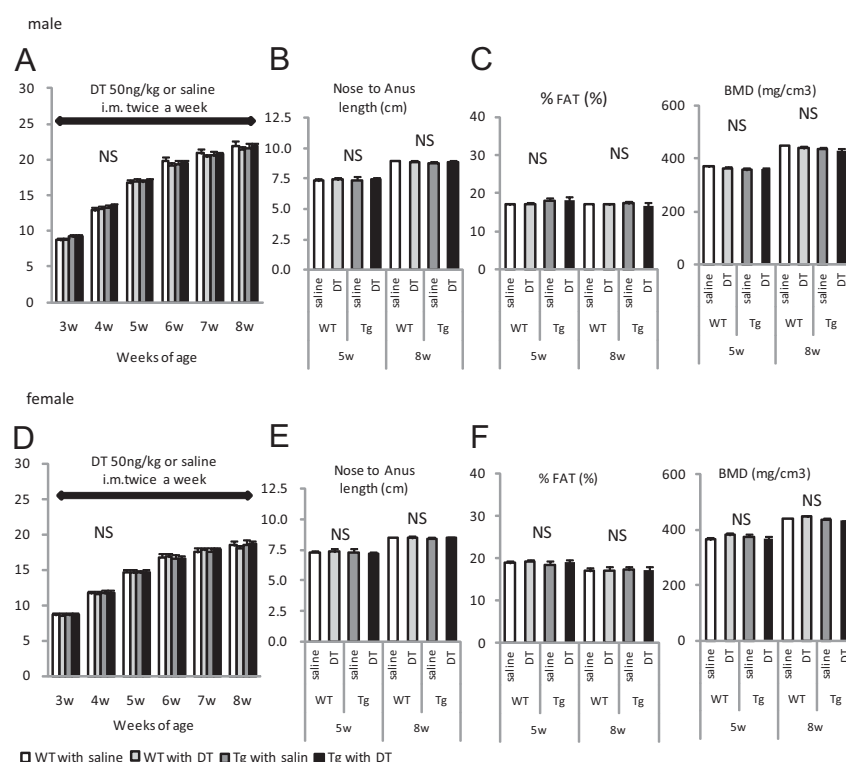 male
A
DT 50ng/kg or saline
i.m. twice a week
NS
30
25
20
15
10
5
0
3w 4w 5w 6w 7w 8w
Weeks of age
B
Nose to Anus
length (cm)
12.5
10.0
7.5
5.0
2.5
0.0
NS NS
saline DT saline DT saline DT saline DT
WT Tg WT Tg
5w 8w
C
% FAT (%)
40
30
20
10
0
NS NS
saline DT saline DT saline DT saline DT
WT Tg WT Tg
5w 8w
BMD (mg/cm3)
600
400
200
0
NS NS
saline DT saline DT saline DT saline DT
WT Tg WT Tg
5w 8w
female
D
DT 50ng/kg or saline
i.m.twice a week
NS
30
25
20
15
10
5
0
3w 4w 5w 6w 7w 8w
Weeks of age
E
Nose to Anus
length (cm)
12.5
10.0
7.5
5.0
2.5
0.0
NS NS
saline DT saline DT saline DT saline DT
WT Tg WT Tg
5w 8w
F
% FAT (%)
40
30
20
10
0
NS NS
saline DT saline DT saline DT saline DT
WT Tg WT Tg
5w 8w
BMD (mg/cm3)
600
400
200
0
NS NS
saline DT saline DT saline DT saline DT
WT Tg WT Tg
5w 8w
WT with saline WT with DT Tg with salin Tg with DT